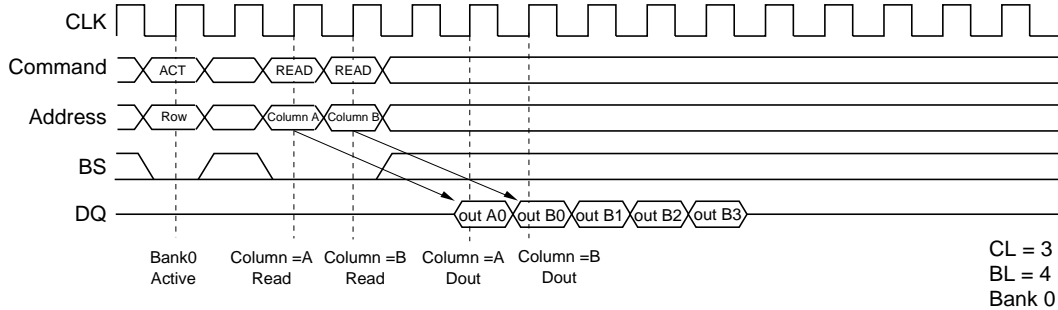 CLK
Command ACT READ READ
Address Row Column A Column B
BS
DQ out A0 out B0 out B1 out B2 out B3
Bank0 Column =A Column =B Column =A Column =B
Active Read Read Dout Dout
CL = 3
BL = 4
Bank 0